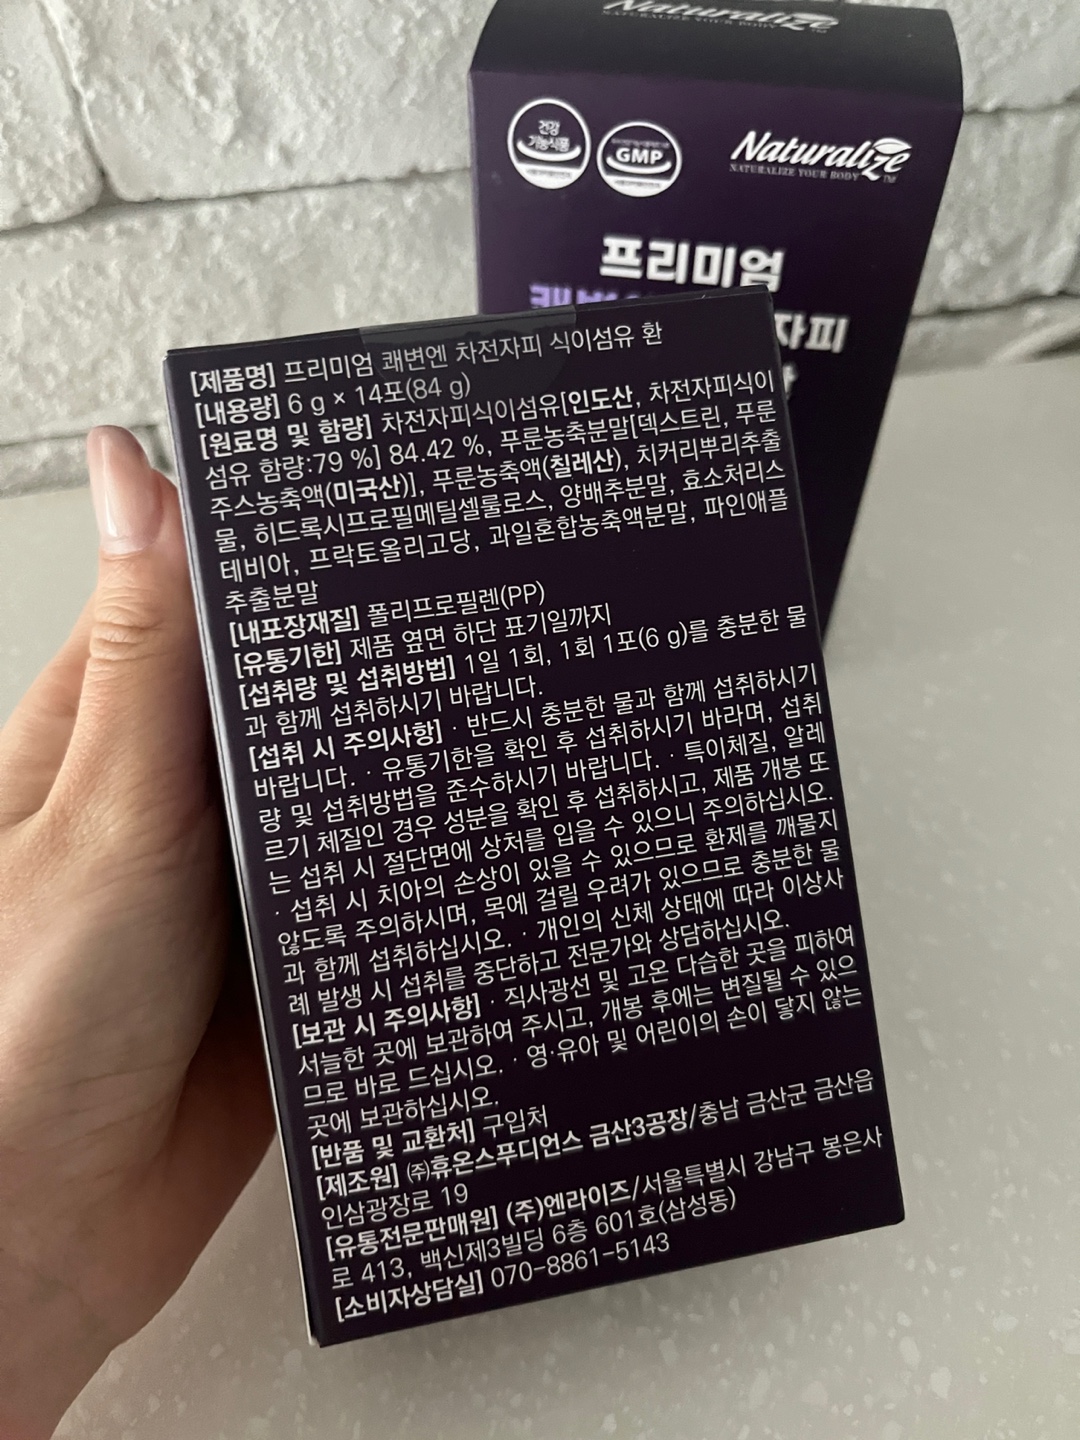 Naturalize
NATURALIZE YOUR BODY
건강
기능식품
GMP
Naturalize™
NATURALIZE YOUR BODY
프리미엄
자피
[제품명] 프리미엄 쾌변엔 차전자피 식이섬유 환
[내용량] 6 g × 14포(84 g)
[원료명 및 함량] 차전자피식이섬유[인도산, 차전자피식이
섬유 함량:79 %] 84.42 %, 푸룬농축분말[덱스트린, 푸룬
주스농축액(미국산)], 푸룬농축액(칠레산), 치커리뿌리추출
물, 히드록시프로필메틸셀룰로스, 양배추분말, 효소처리스
테비아, 프락토올리고당, 과일혼합농축액분말, 파인애플
추출분말
[내포장재질] 폴리프로필렌(PP)
[유통기한] 제품 옆면 하단 표기일까지
[섭취량 및 섭취방법] 1일 1회, 1회 1포(6 g)를 충분한 물
과 함께 섭취하시기 바랍니다.
[섭취 시 주의사항] · 반드시 충분한 물과 함께 섭취하시기
바랍니다. · 유통기한을 확인 후 섭취하시기 바라며, 섭취
량 및 섭취방법을 준수하시기 바랍니다. · 특이체질, 알레
르기 체질인 경우 성분을 확인 후 섭취하시고, 제품 개봉 또
는 섭취 시 절단면에 상처를 입을 수 있으니 주의하십시오.
· 섭취 시 치아의 손상이 있을 수 있으므로 환제를 깨물지
않도록 주의하시며, 목에 걸릴 우려가 있으므로 충분한 물
과 함께 섭취하십시오. · 개인의 신체 상태에 따라 이상사
례 발생 시 섭취를 중단하고 전문가와 상담하십시오.
[보관 시 주의사항] · 직사광선 및 고온 다습한 곳을 피하여
서늘한 곳에 보관하여 주시고, 개봉 후에는 변질될 수 있으
므로 바로 드십시오. · 영·유아 및 어린이의 손이 닿지 않는
곳에 보관하십시오.
[반품 및 교환처] 구입처
[제조원] ㈜휴온스푸디언스 금산3공장/충남 금산군 금산읍
인삼광장로 19
[유통전문판매원] (주)엔라이즈/서울특별시 강남구 봉은사
로 413, 백신제3빌딩 6층 601호(삼성동)
[소비자상담실] 070-8861-5143